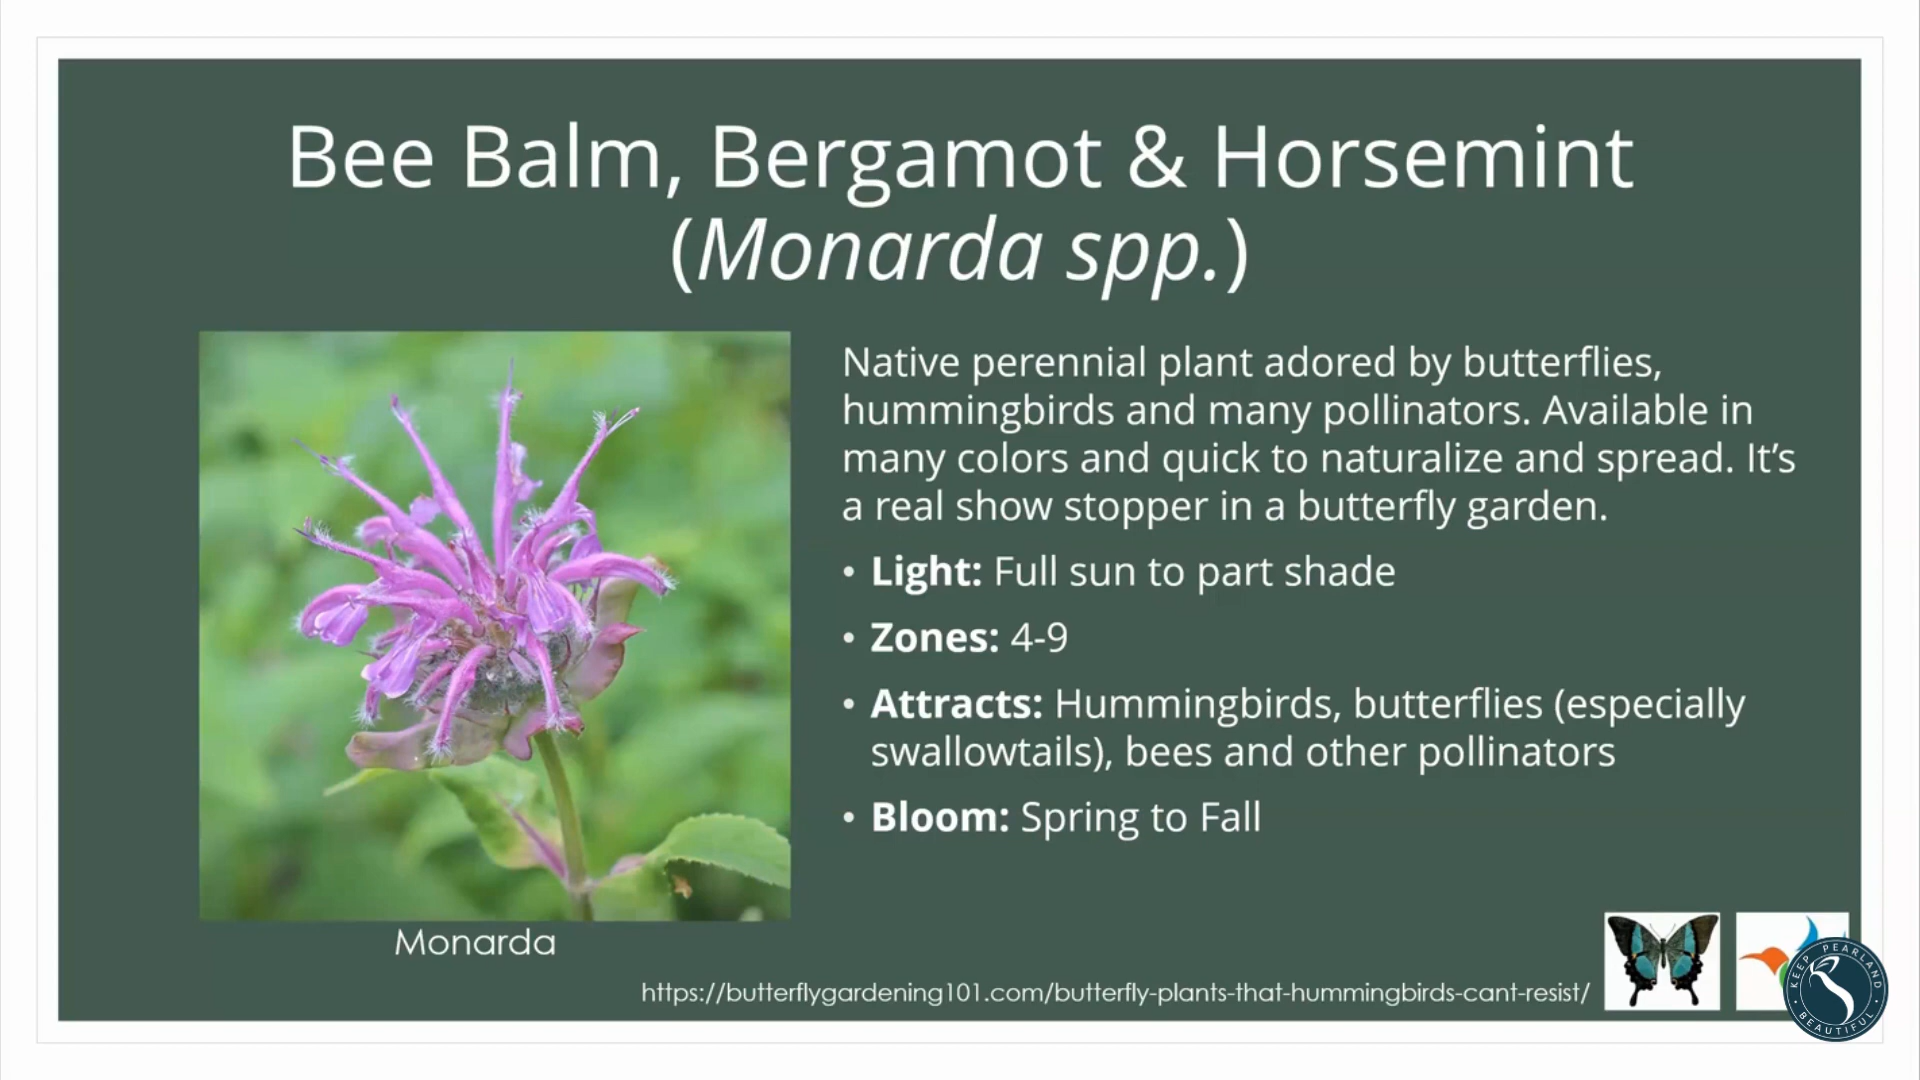 Bee Balm, Bergamot & Horsemint
(Monarda spp.)
Native perennial plant adored by butterflies,
hummingbirds and many pollinators. Available in
many colors and quick to naturalize and spread. It’s
a real show stopper in a butterfly garden.
• Light: Full sun to part shade
• Zones: 4-9
• Attracts: Hummingbirds, butterflies (especially
swallowtails), bees and other pollinators
• Bloom: Spring to Fall
Monarda
https://butterflygardening101.com/butterfly-plants-that-hummingbirds-cant-resist/
KEEP PEARLAND
BEAUTIFUL